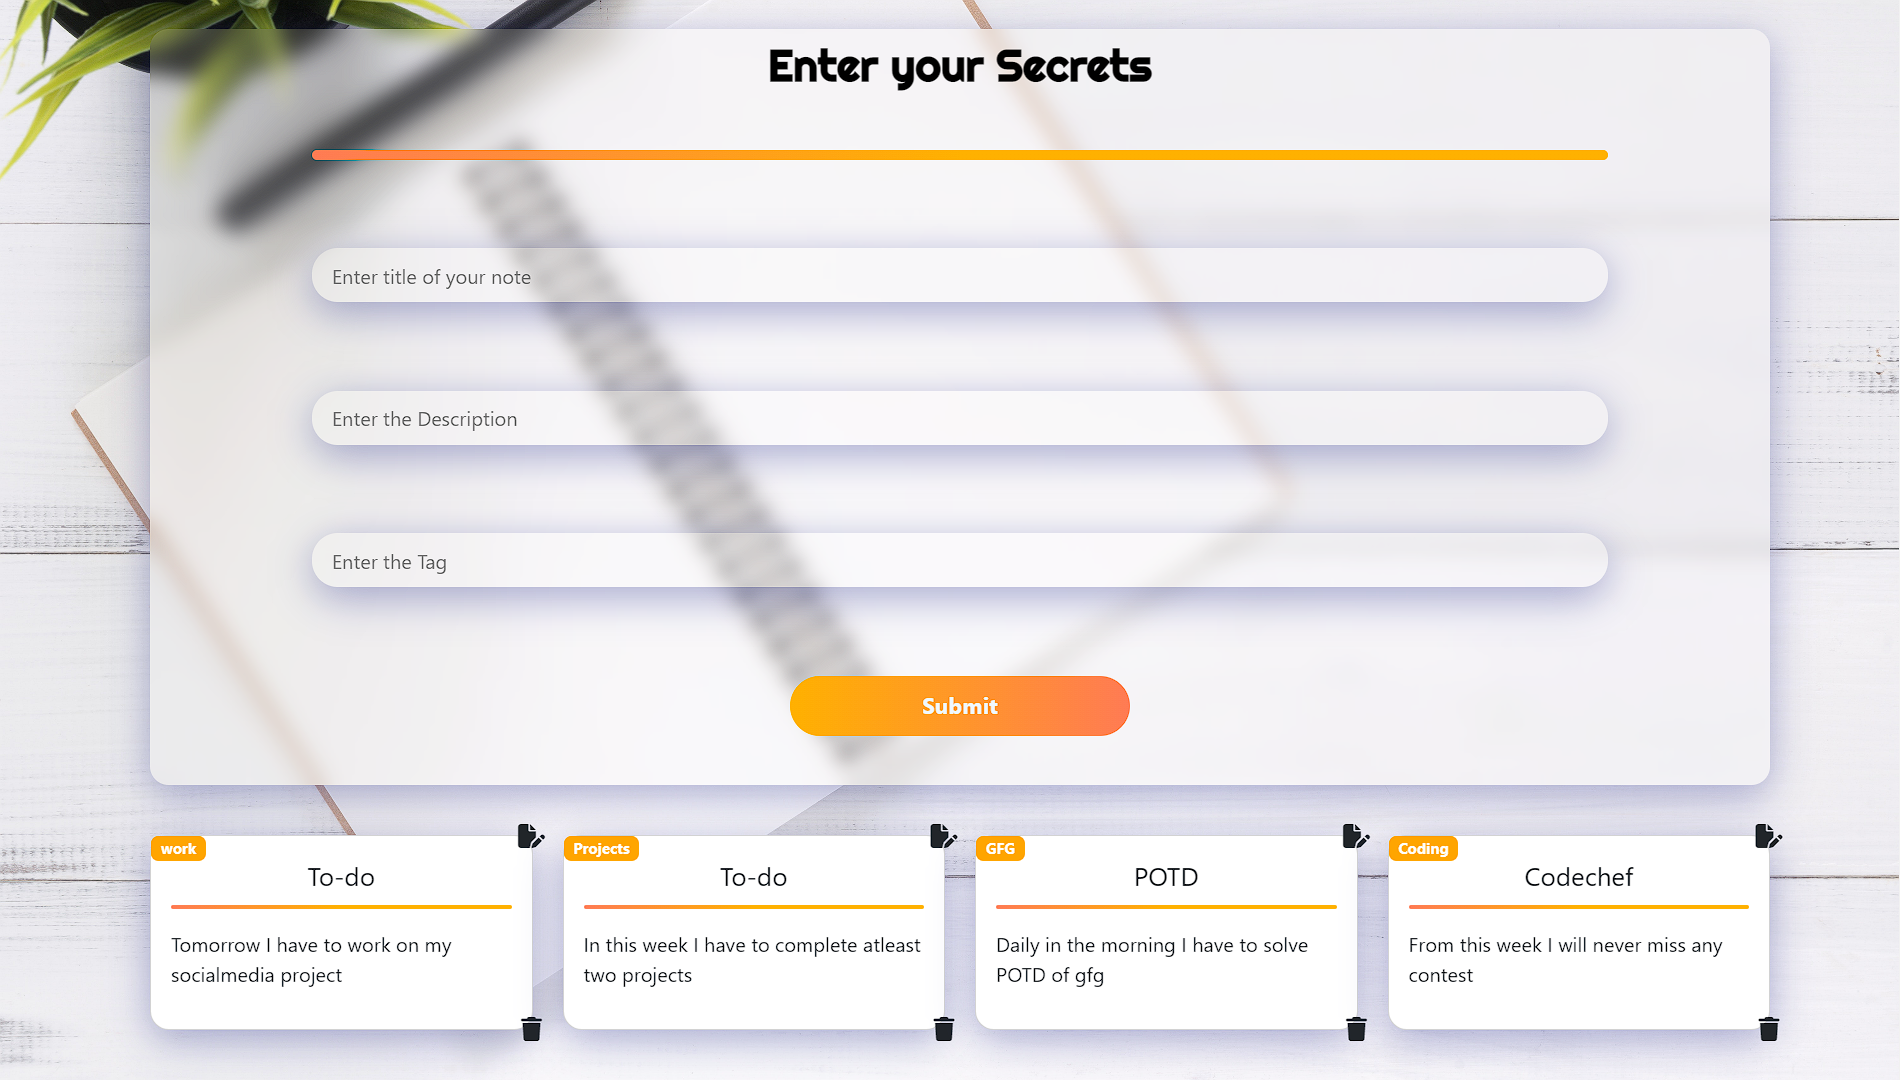 Enter your Secrets
Enter title of your note
Enter the Description
Enter the Tag
Submit
work
To-do
Tomorrow I have to work on my
socialmedia project
Projects
To-do
In this week I have to complete atleast
two projects
GFG
POTD
Daily in the morning I have to solve
POTD of gfg
Coding
Codechef
From this week I will never miss any
contest